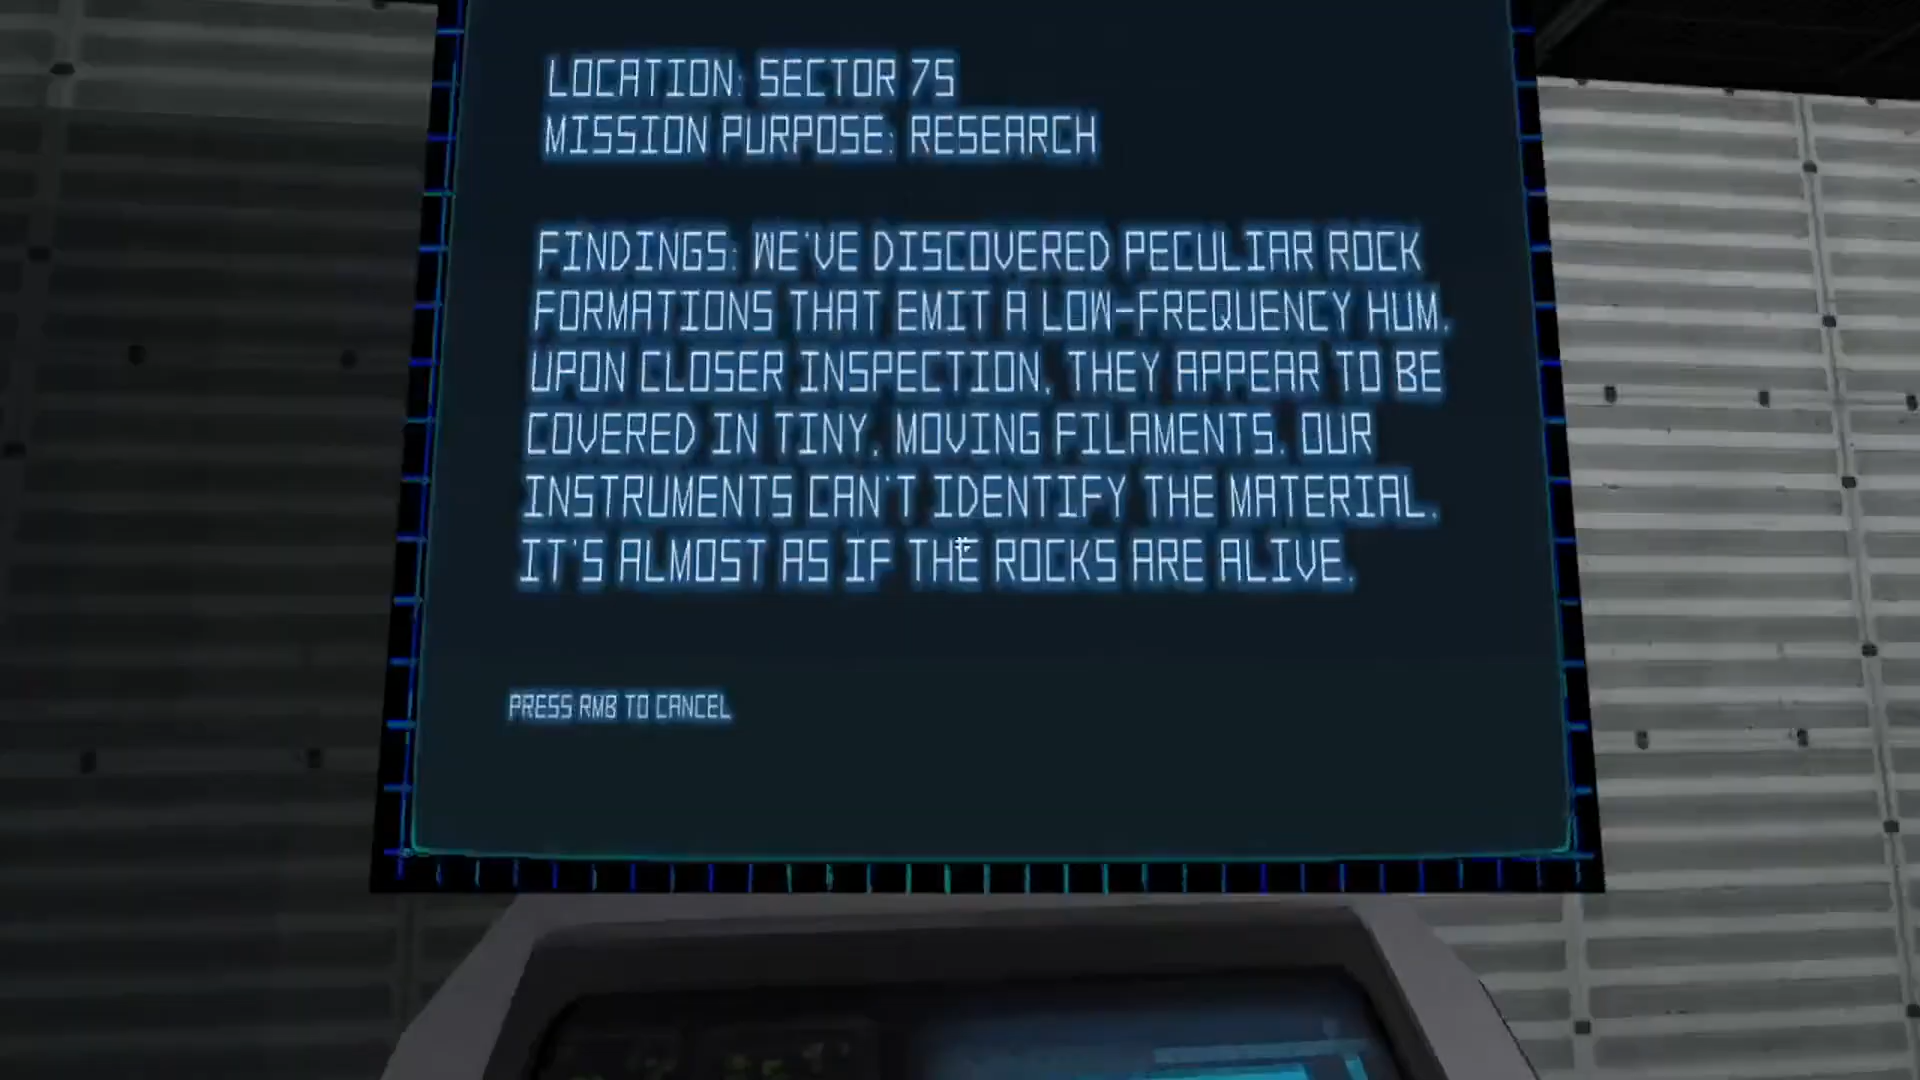 LOCATION: SECTOR 75
MISSION PURPOSE: RESEARCH
FINDINGS: WE'VE DISCOVERED PECULIAR ROCK
FORMATIONS THAT EMIT A LOW-FREQUENCY HUM.
UPON CLOSER INSPECTION, THEY APPEAR TO BE
COVERED IN TINY, MOVING FILAMENTS. OUR
INSTRUMENTS CAN'T IDENTIFY THE MATERIAL.
IT'S ALMOST AS IF THE ROCKS ARE ALIVE.
PRESS RMB TO CANCEL